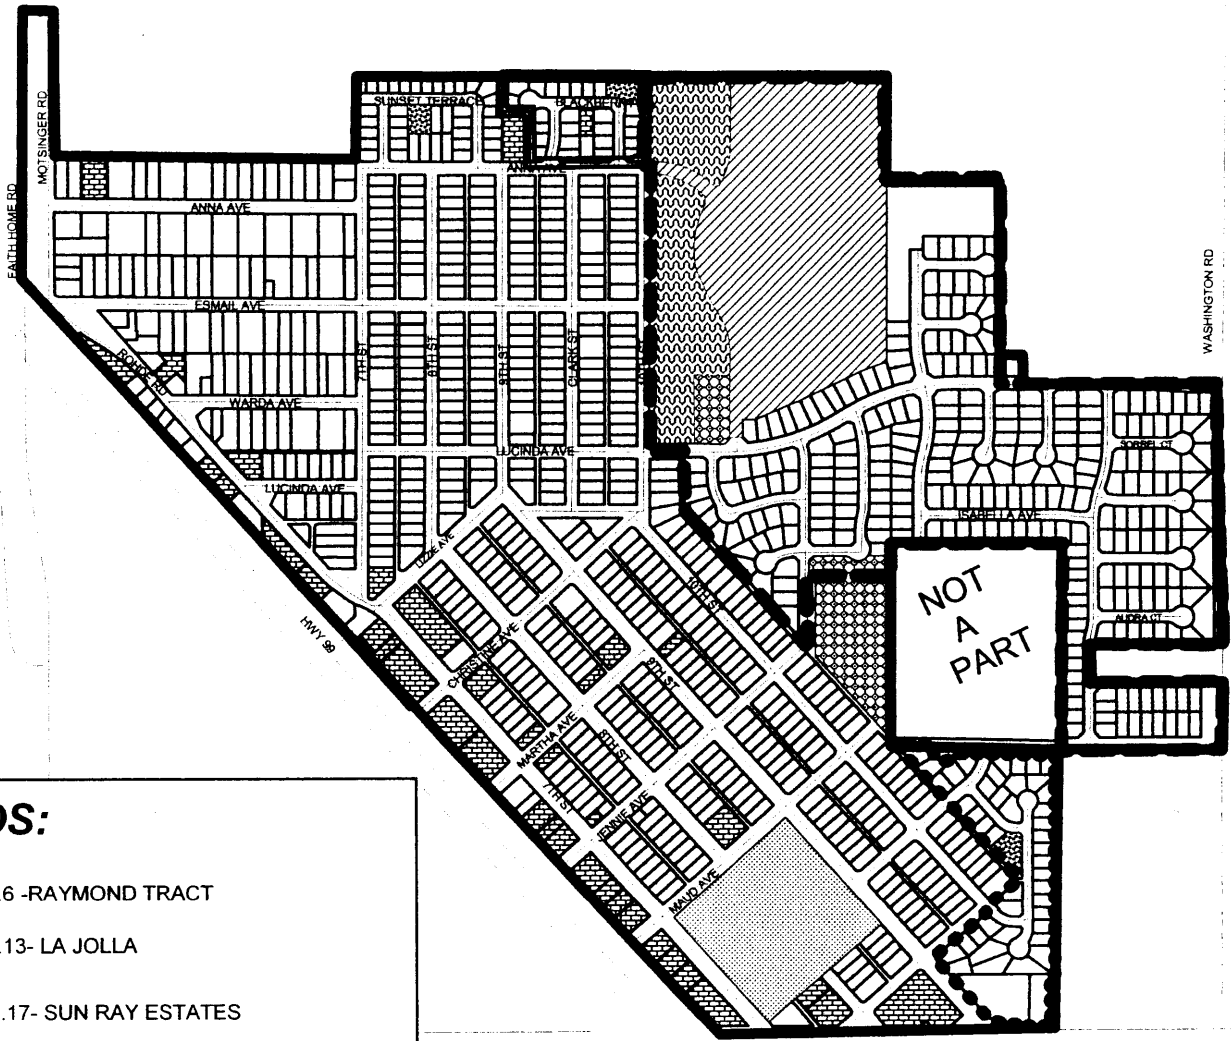 SUNSET TERRACE
MOTSINGER RD
FAITH HOME RD
ANNA AVE
ANNA AVE
WASHINGTON RD
ESMAIL AVE
7TH ST
8TH ST
9TH ST
CLARK ST
ROHDE RD
WARDA AVE
LUCINDA AVE
SORREL CT
LUCINDA AVE
ISABELLA AVE
LIZZIE AVE
10TH ST
NOT
A
PART
AUDRA CT
HWY 99
CHRISTINE AVE
9TH ST
MARTHA AVE
8TH ST
7TH ST
JENNIE AVE
MAUD AVE
OS:
.6 -RAYMOND TRACT
.13- LA JOLLA
.17- SUN RAY ESTATES